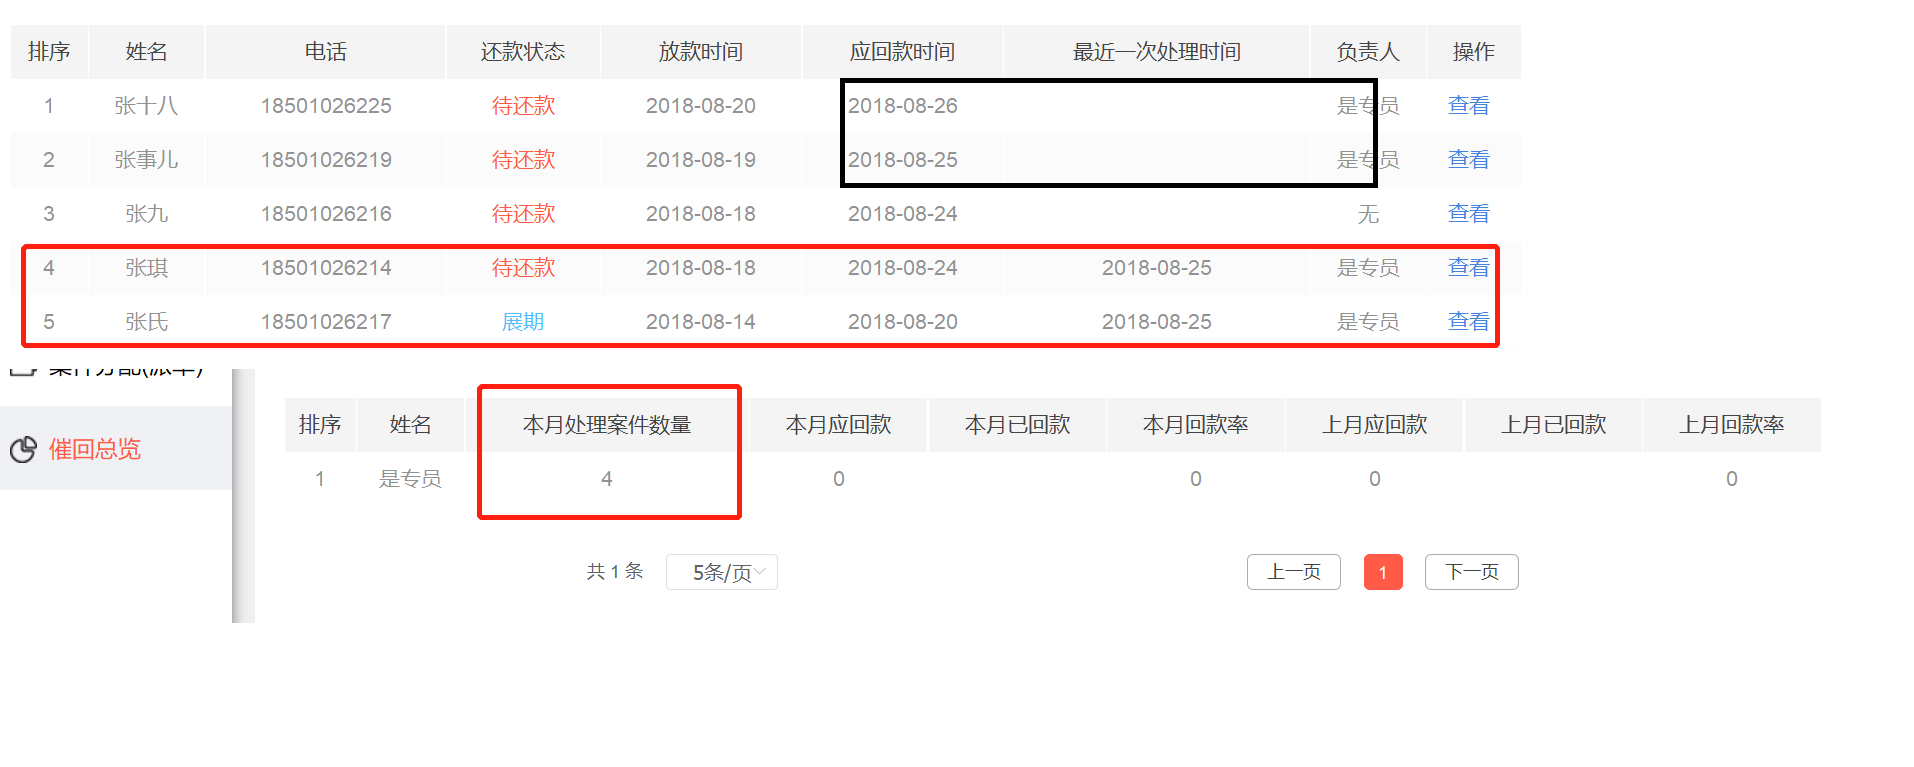 排序 姓名 电话 还款状态 放款时间 应回款时间 最近一次处理时间 负责人 操作
1 张十八 18501026225 待还款 2018-08-20 2018-08-26 是专员 查看
2 张事儿 18501026219 待还款 2018-08-19 2018-08-25 是专员 查看
3 张九 18501026216 待还款 2018-08-18 2018-08-24 无 查看
4 张琪 18501026214 待还款 2018-08-18 2018-08-24 2018-08-25 是专员 查看
5 张氏 18501026217 展期 2018-08-14 2018-08-20 2018-08-25 是专员 查看
案件分配(派单)
催回总览
排序 姓名 本月处理案件数量 本月应回款 本月已回款 本月回款率 上月应回款 上月已回款 上月回款率
1 是专员 4 0 0 0 0
共 1 条 5条/页 上一页 1 下一页